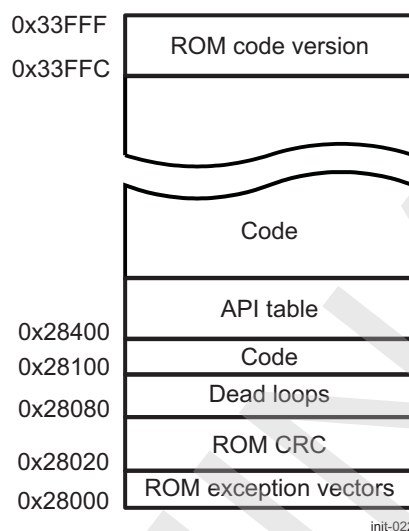 0x33FFF
ROM code version
0x33FFC
Code
API table
0x28400
Code
0x28100
Dead loops
0x28080
ROM CRC
0x28020
ROM exception vectors
0x28000